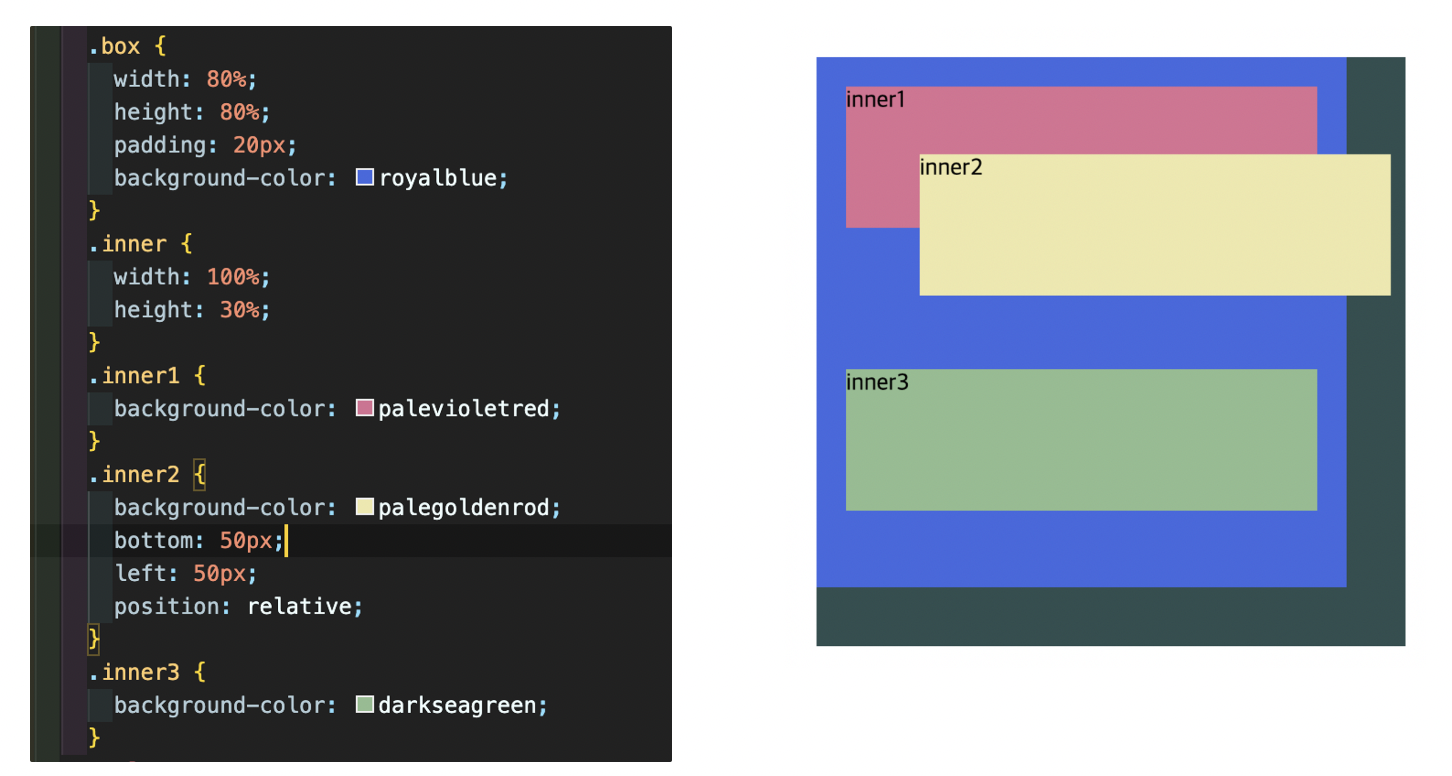 .box {
  width: 80%;
  height: 80%;
  padding: 20px;
  background-color: royalblue;
}
.inner {
  width: 100%;
  height: 30%;
}
.inner1 {
  background-color: palevioletred;
}
.inner2 {
  background-color: palegoldenrod;
  bottom: 50px;
  left: 50px;
  position: relative;
}
.inner3 {
  background-color: darkseagreen;
}
inner1
inner2
inner3